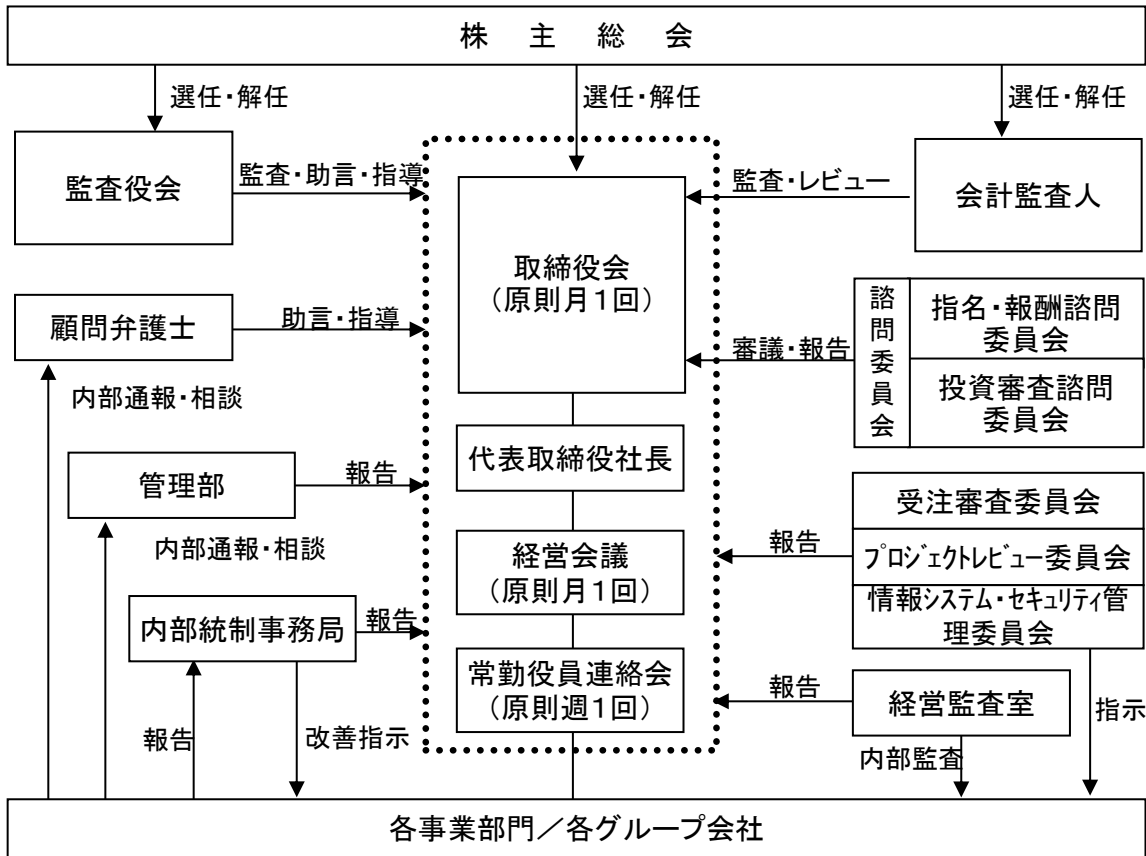 株 主 総 会
選任・解任
選任・解任
選任・解任
監査役会
監査・助言・指導
監査・レビュー
会計監査人
取締役会
(原則月1回)
顧問弁護士
助言・指導
諮問委員会
指名・報酬諮問
委員会
審議・報告
投資審査諮問
委員会
内部通報・相談
代表取締役社長
管理部
報告
受注審査委員会
内部通報・相談
経営会議
(原則月1回)
報告
プロジェクトレビュー委員会
情報システム・セキュリティ管
理委員会
内部統制事務局
報告
常勤役員連絡会
(原則週1回)
報告
経営監査室
指示
報告
改善指示
内部監査
各事業部門/各グループ会社